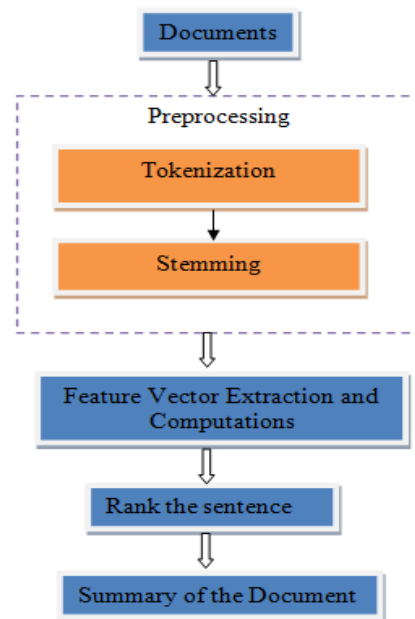 Documents
Preprocessing
Tokenization
Stemming
Feature Vector Extraction and
Computations
Rank the sentence
Summary of the Document